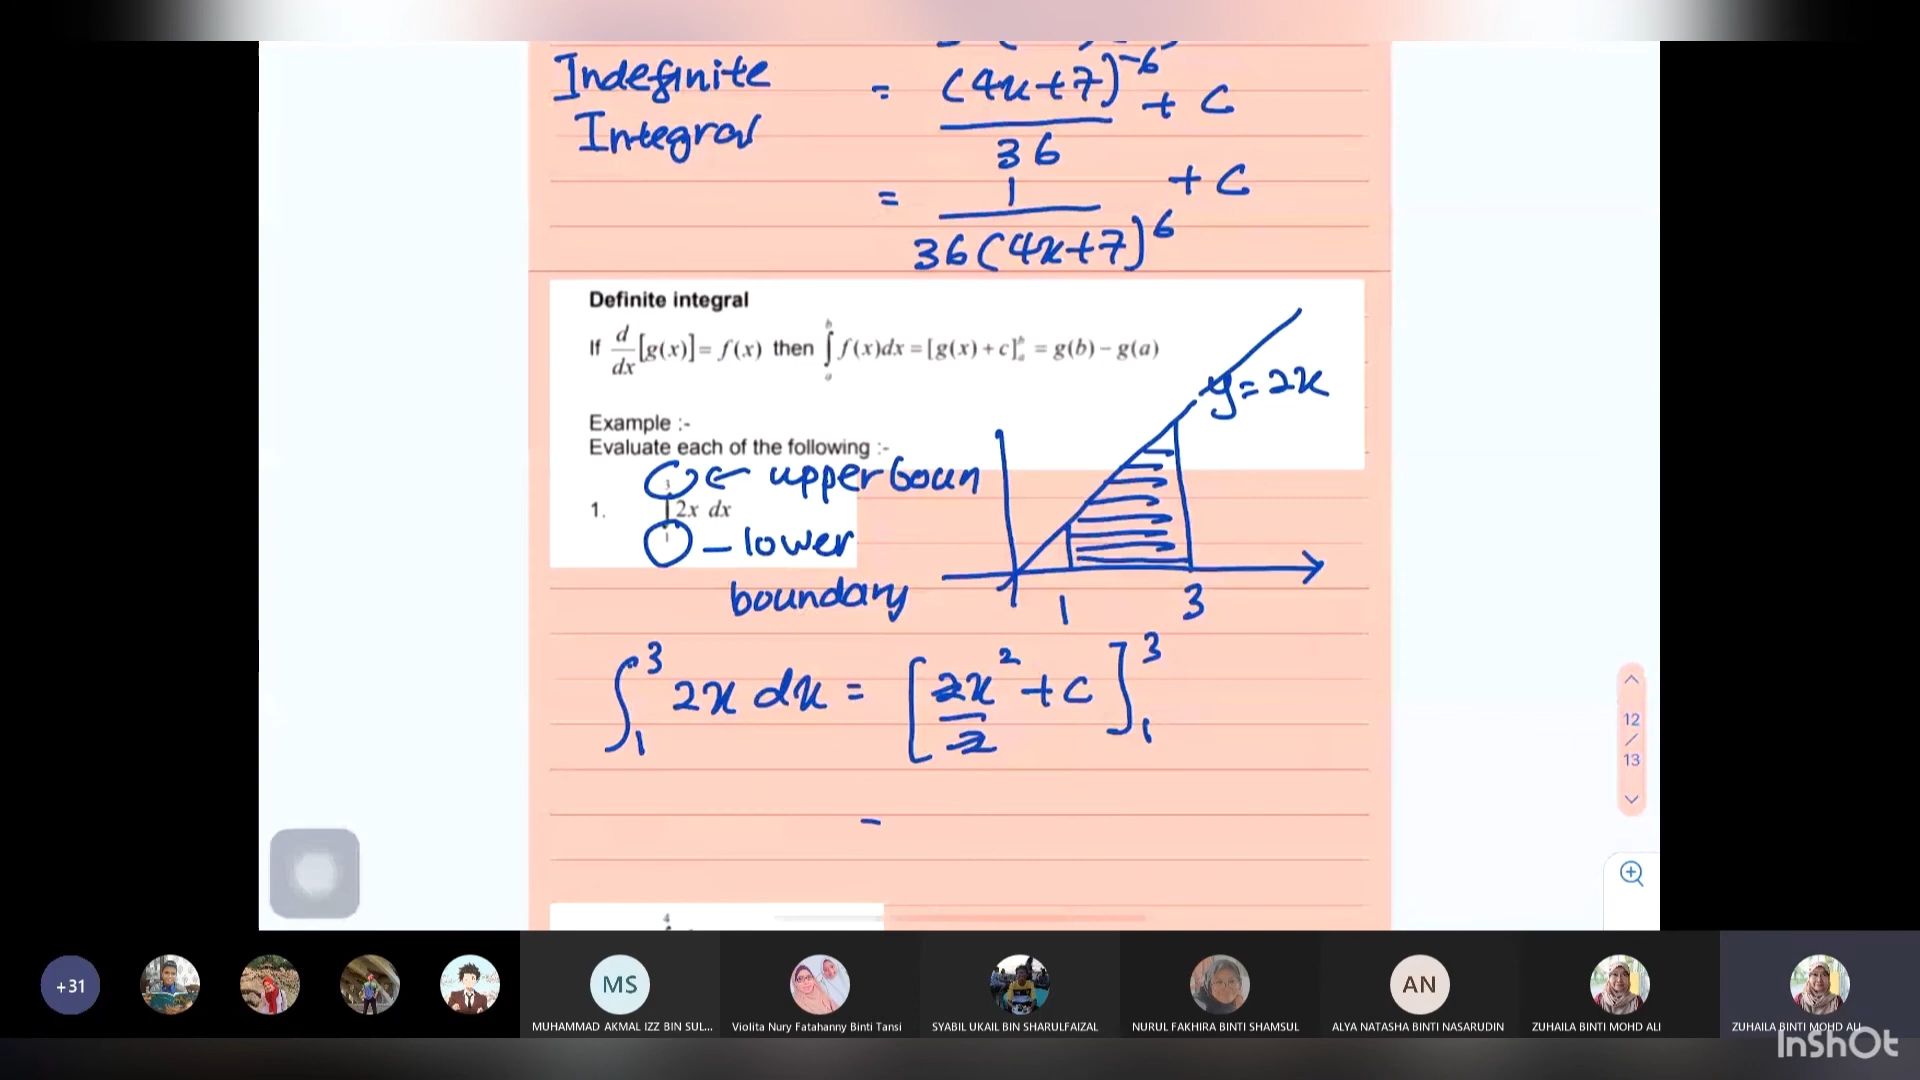 Indefinite
Integral
= (4x+7)^-6 / 36 + C
= 1 / 36(4x+7)^6 + C
Definite integral
If d/dx [g(x)] = f(x) then ∫_a^b f(x)dx = [g(x) + c]_a^b = g(b) − g(a)
y = 2x
Example :-
Evaluate each of the following :-
← upper boun
1. ∫_1^3 2x dx
– lower
boundary
1 3
∫_1^3 2x dx = [2x^2/2 + c]_1^3
-
4
12
/
13
+31
MS
AN
MUHAMMAD AKMAL IZZ BIN SUL...
Violita Nury Fatahanny Binti Tansi
SYABIL UKAIL BIN SHARULFAIZAL
NURUL FAKHIRA BINTI SHAMSUL
ALYA NATASHA BINTI NASARUDIN
ZUHAILA BINTI MOHD ALI
ZUHAILA BINTI MOHD ALI
InShOt